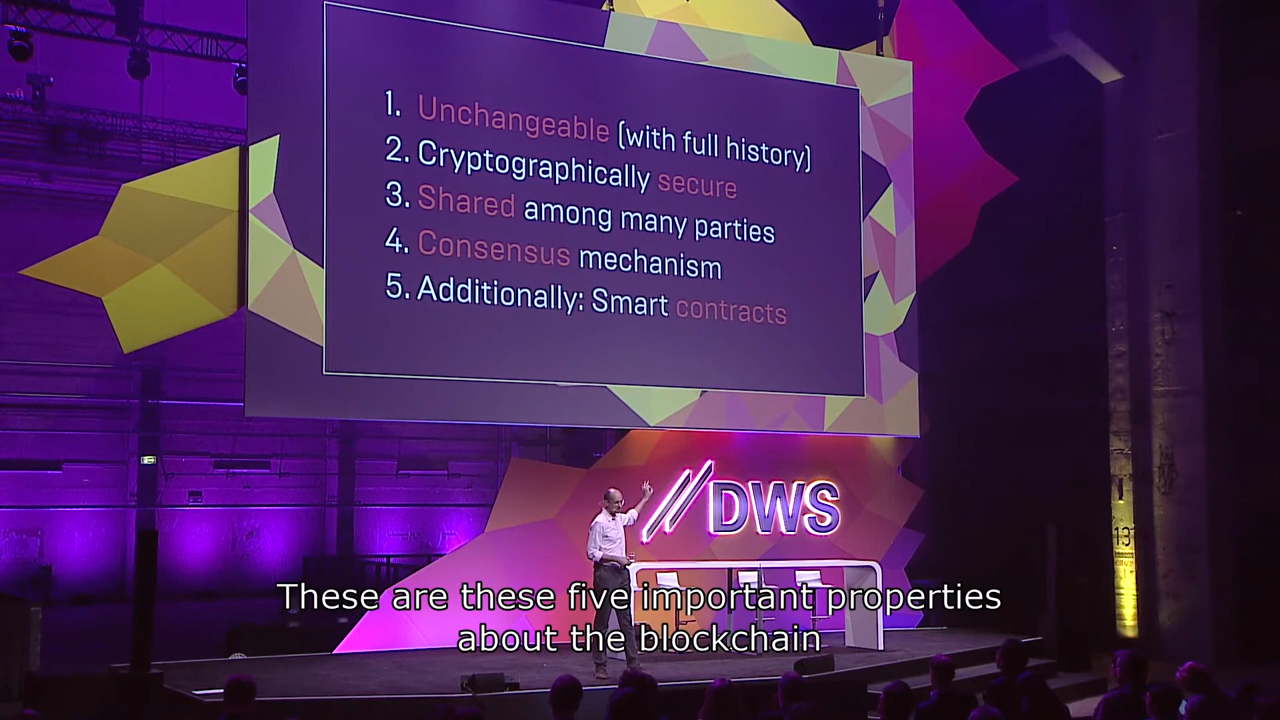 1. Unchangeable (with full history)
2. Cryptographically secure
3. Shared among many parties
4. Consensus mechanism
5. Additionally: Smart contracts
DWS
13
These are these five important properties
about the blockchain